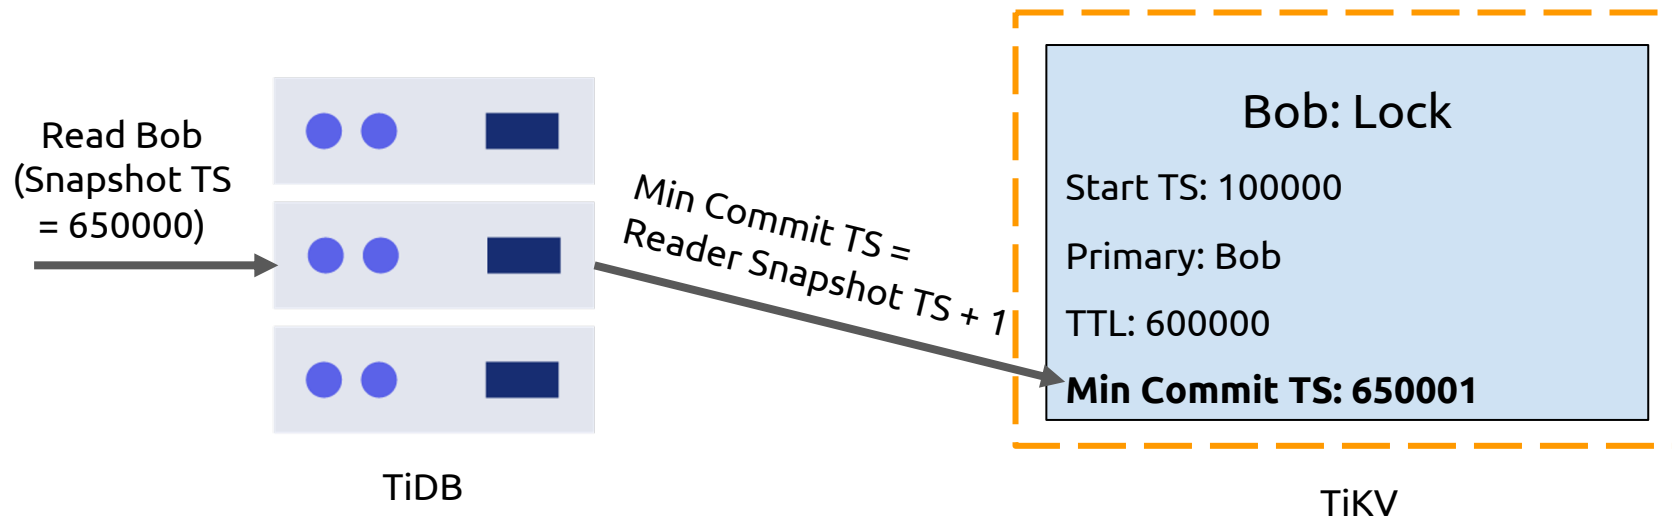 Read Bob
(Snapshot TS
= 650000)
Min Commit TS =
Reader Snapshot TS + 1
Bob: Lock
Start TS: 100000
Primary: Bob
TTL: 600000
Min Commit TS: 650001
TiDB
TiKV